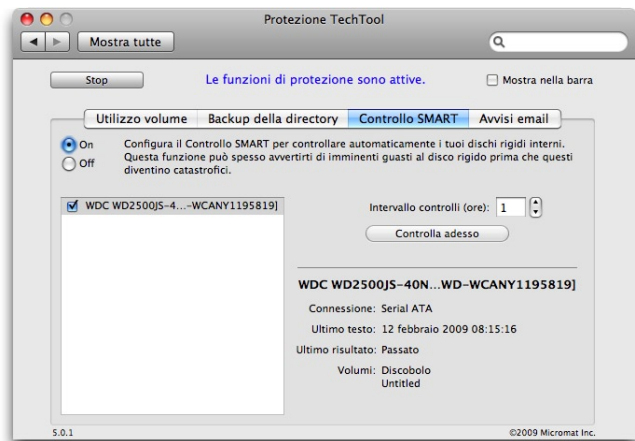 Protezione TechTool
Mostra tutte
Stop
Le funzioni di protezione sono attive.
Mostra nella barra
Utilizzo volume
Backup della directory
Controllo SMART
Avvisi email
On
Off
Configura il Controllo SMART per controllare automaticamente i tuoi dischi rigidi interni.
Questa funzione può spesso avvertirti di imminenti guasti al disco rigido prima che questi
diventino catastrofici.
WDC WD2500JS-4...-WCANY1195819]
Intervallo controlli (ore): 1
Controlla adesso
WDC WD2500JS-40N...WD-WCANY1195819]
Connessione: Serial ATA
Ultimo testo: 12 febbraio 2009 08:15:16
Ultimo risultato: Passato
Volumi: Discobolo
Untitled
5.0.1
©2009 Micromat Inc.